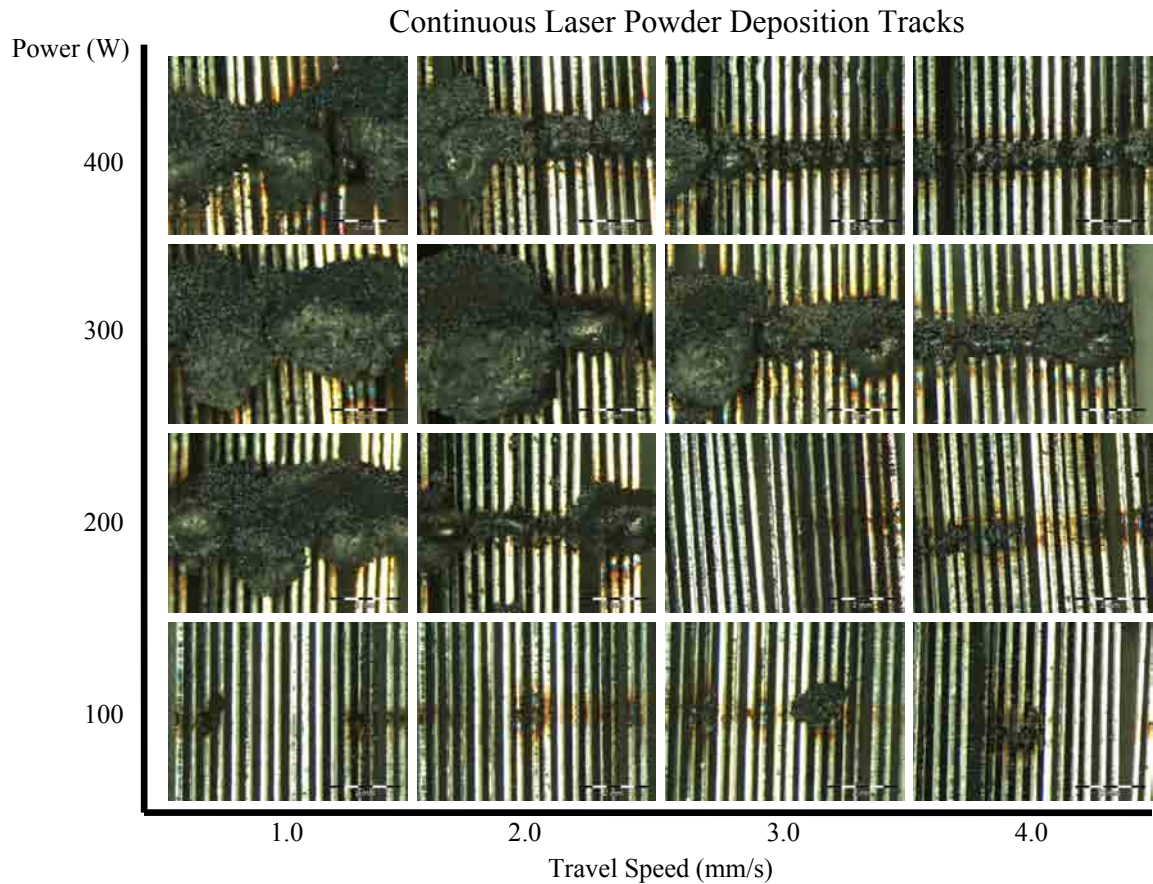 Continuous Laser Powder Deposition Tracks
Power (W)
400
300
200
100
1.0 2.0 3.0 4.0
Travel Speed (mm/s)